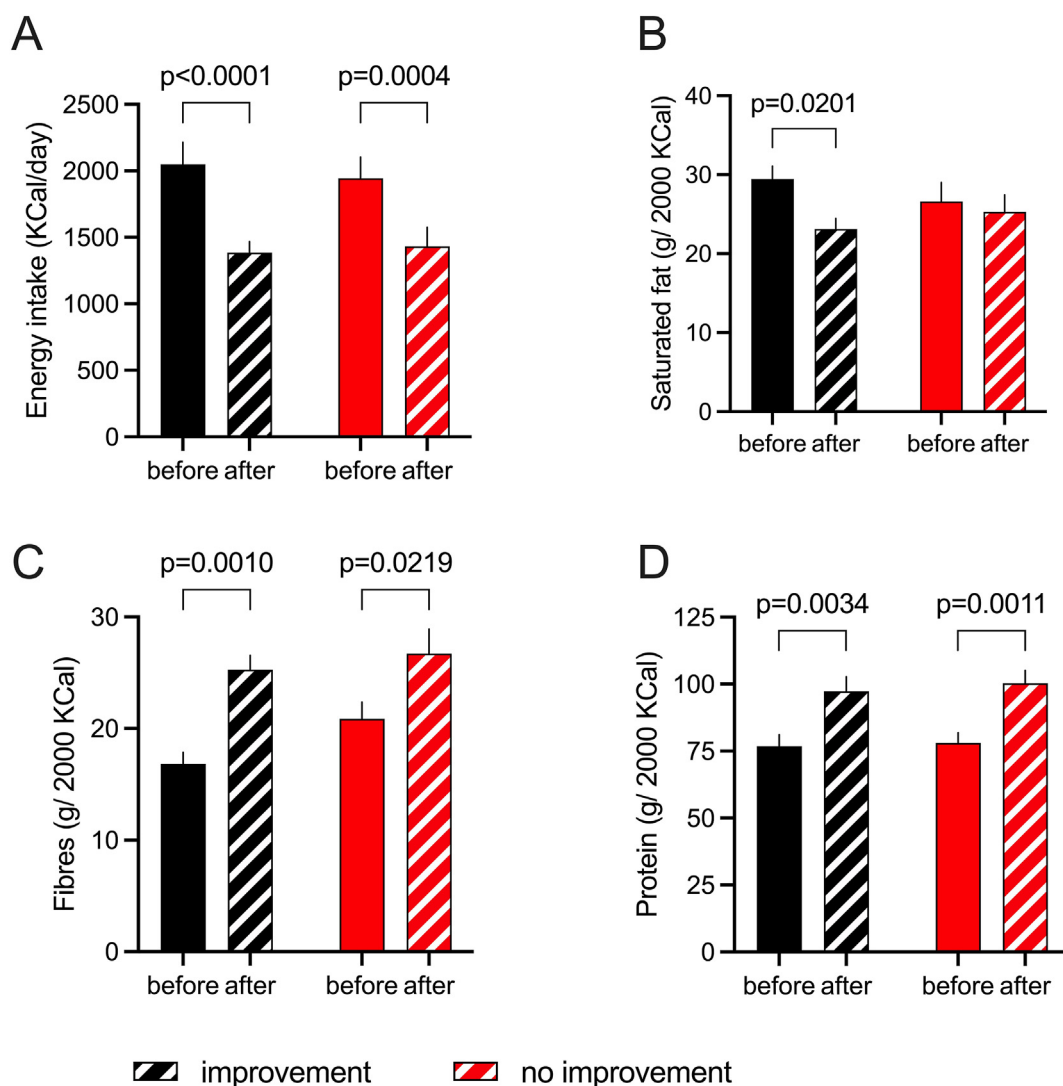 A
p<0.0001 p=0.0004
Energy intake (KCal/day)
2500
2000
1500
1000
500
0
before after before after
B
p=0.0201
Saturated fat (g/ 2000 KCal)
40
30
20
10
0
before after before after
C
p=0.0010 p=0.0219
Fibres (g/ 2000 KCal)
30
20
10
0
before after before after
D
p=0.0034 p=0.0011
Protein (g/ 2000 KCal)
125
100
75
50
25
0
before after before after
improvement no improvement